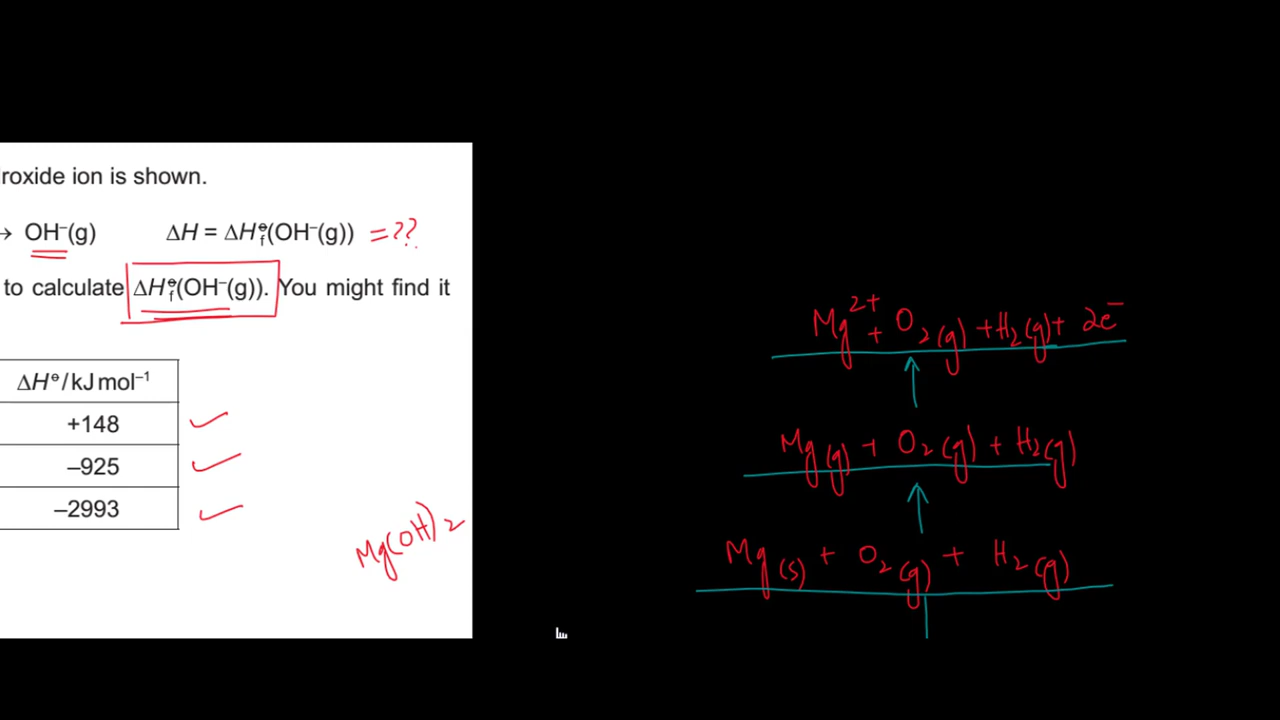 roxide ion is shown.
→ OH⁻(g) ΔH = ΔH⦵f(OH⁻(g)) = ??
to calculate ΔH⦵f(OH⁻(g)). You might find it
ΔH⦵/kJ mol⁻¹
+148
–925
–2993
Mg(OH)2
Mg²⁺ + O₂(g) + H₂(g) + 2e⁻
Mg(g) + O₂(g) + H₂(g)
Mg(s) + O₂(g) + H₂(g)